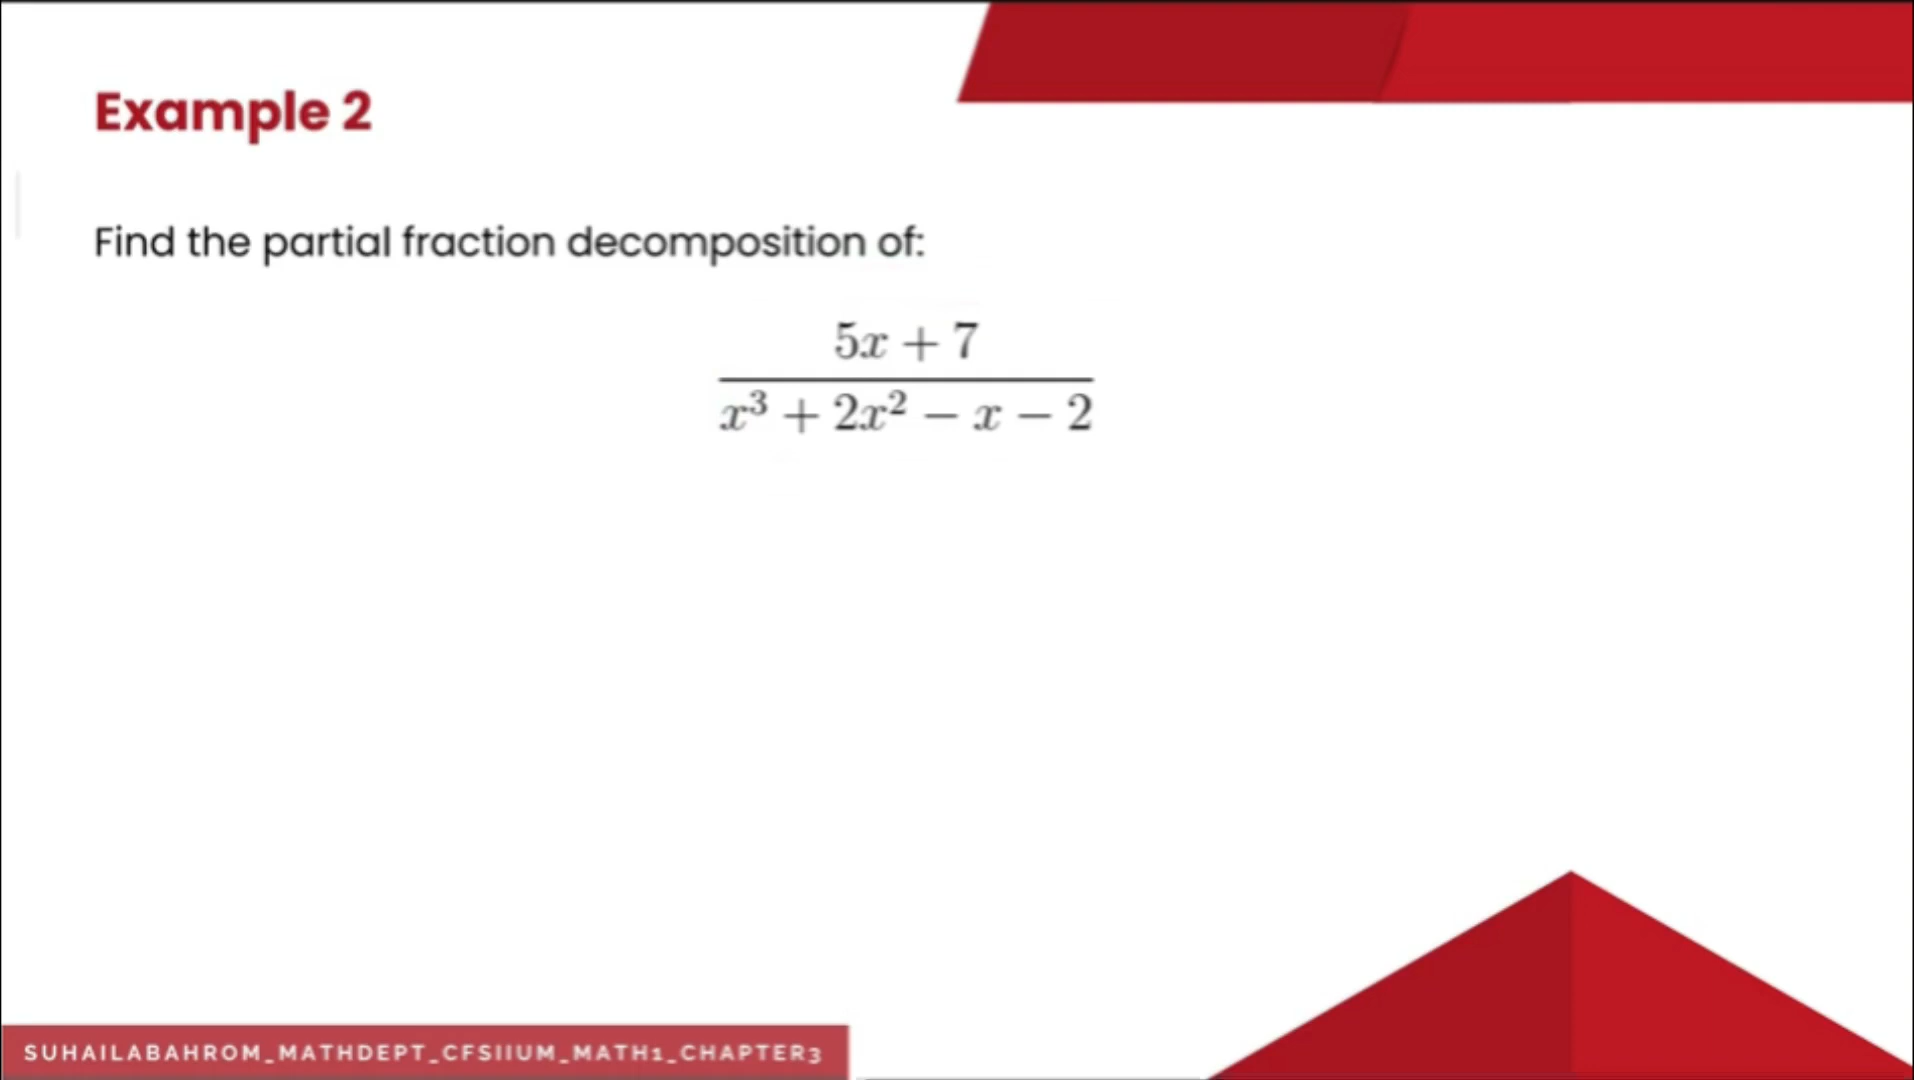 Example 2
Find the partial fraction decomposition of:
5x + 7
x³ + 2x² − x − 2
SUHAILABAHROM_MATHDEPT_CFSIIUM_MATH1_CHAPTER3